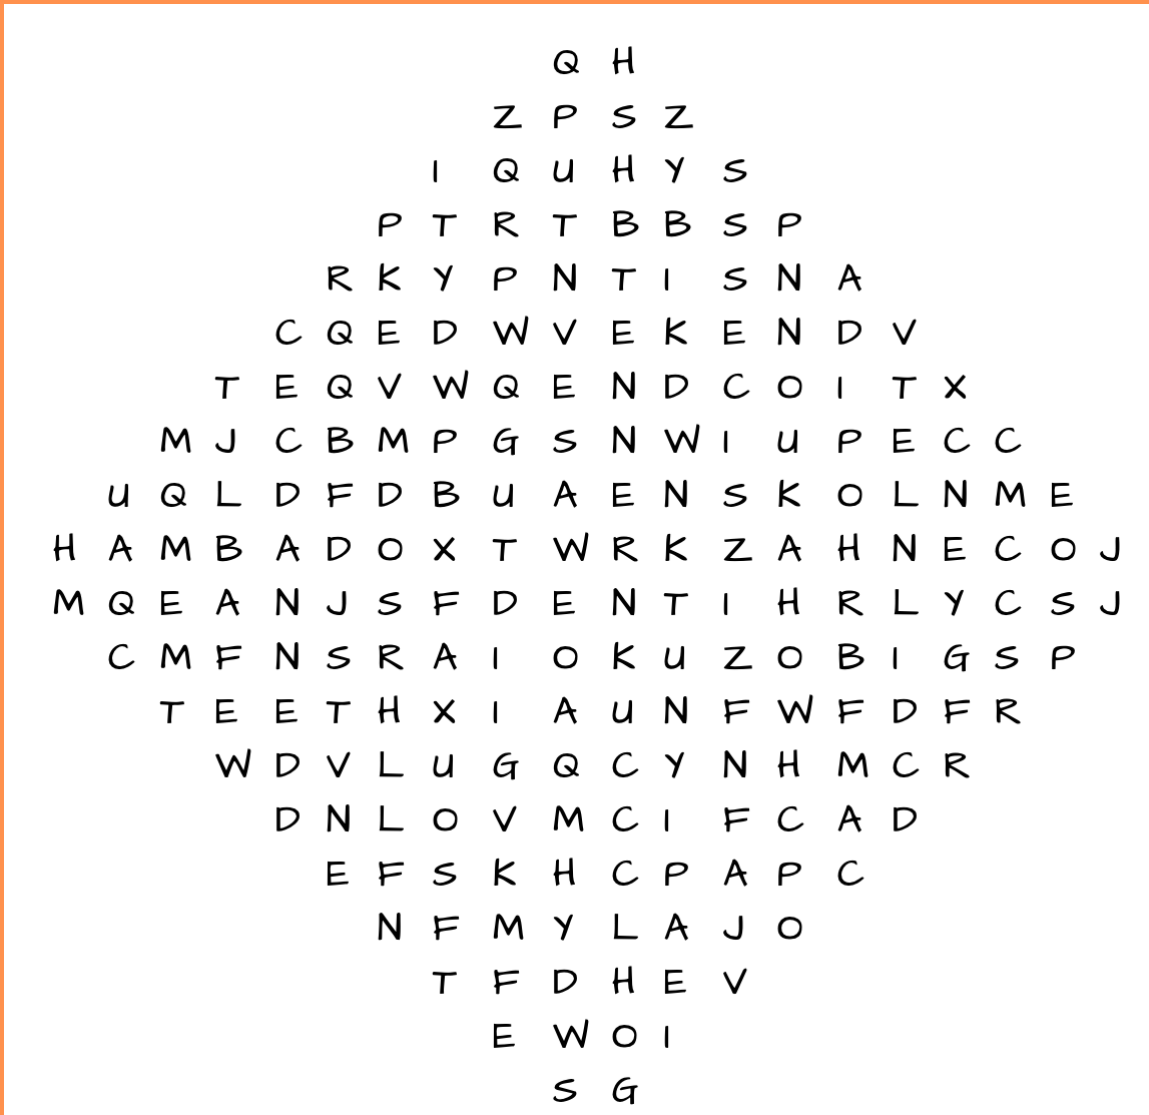 Q H
Z P S Z
I Q U H Y S
P T R T B B S P
R K Y P N T I S N A
C Q E D W V E K E N D V
T E Q V W Q E N D C O I T X
M J C B M P G S N W I U P E C C
U Q L D F D B U A E N S K O L N M E
H A M B A D O X T W R K Z A H N E C O J
M Q E A N J S F D E N T I H R L Y C S J
C M F N S R A I O K U Z O B I G S P
T E E T H X I A U N F W F D F R
W D V L U G Q C Y N H M C R
D N L O V M C I F C A D
E F S K H C P A P C
N F M Y L A J O
T F D H E V
E W O I
S G